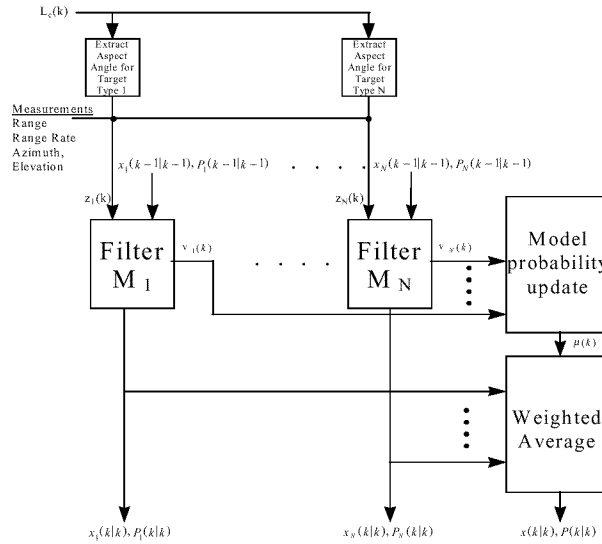 L_c(k)
Extract
Aspect
Angle for
Target
Type 1
Extract
Aspect
Angle for
Target
Type N
Measurements
Range
Range Rate
Azimuth,
Elevation
x_1(k−1|k−1), P_1(k−1|k−1)
. . . .
x_N(k−1|k−1), P_N(k−1|k−1)
z_1(k)
z_N(k)
Filter
M_1
v_1(k)
. . . .
Filter
M_N
v_N(k)
Model
probability
update
μ(k)
Weighted
Average
x_1(k|k), P_1(k|k)
x_N(k|k), P_N(k|k)
x(k|k), P(k|k)